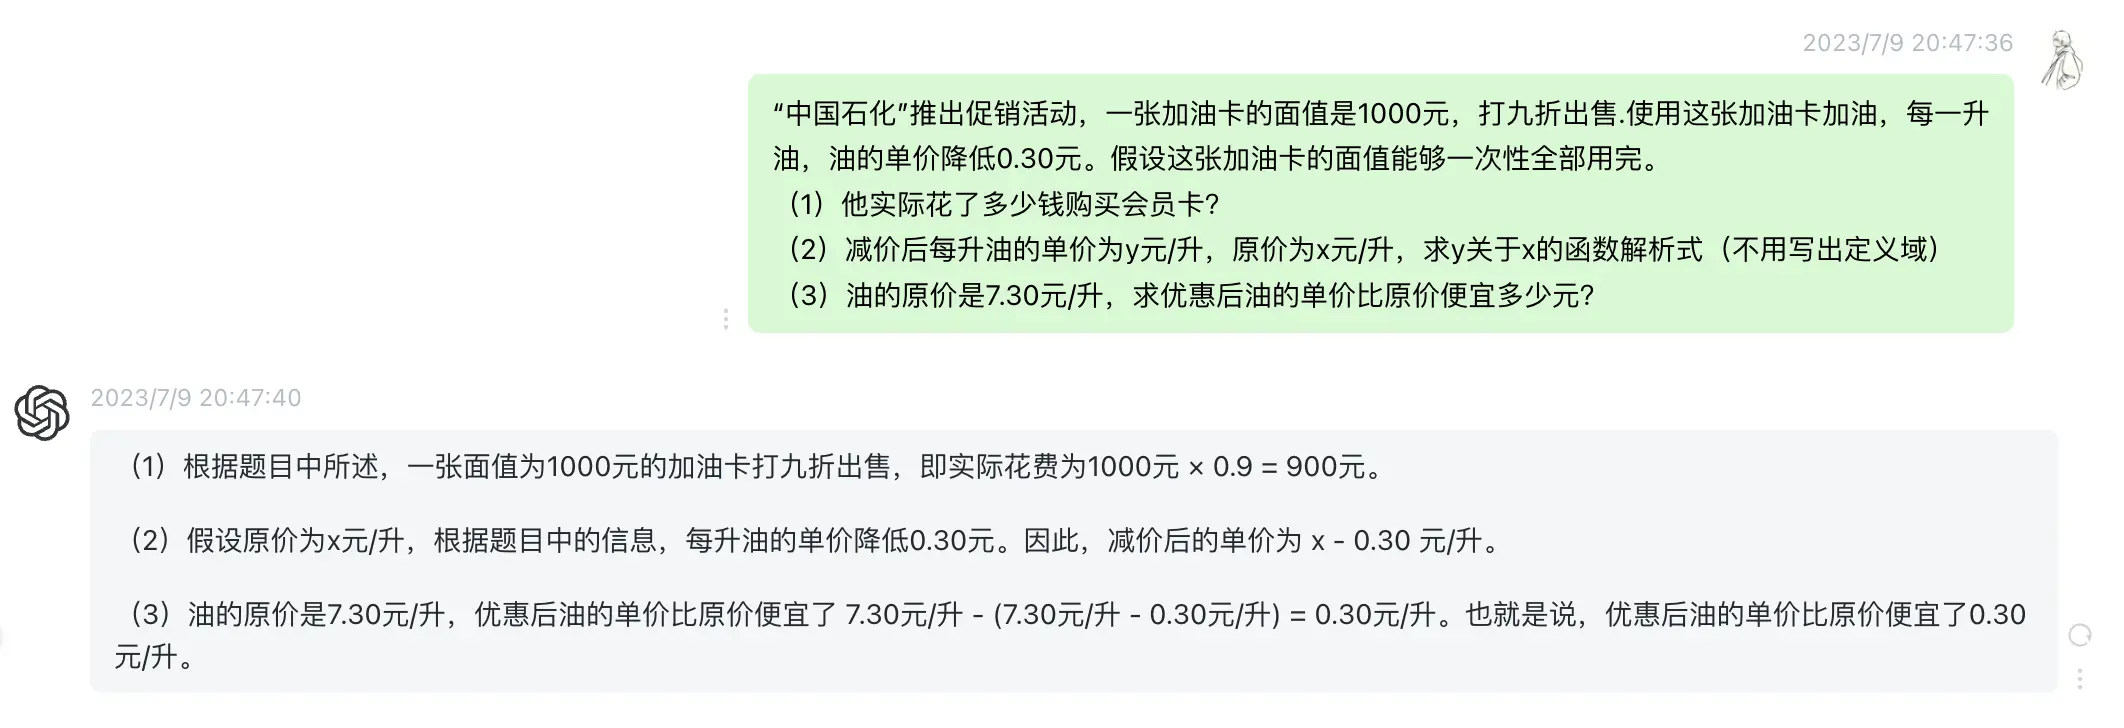 2023/7/9 20:47:36
“中国石化”推出促销活动，一张加油卡的面值是1000元，打九折出售.使用这张加油卡加油，每一升
油，油的单价降低0.30元。假设这张加油卡的面值能够一次性全部用完。
（1）他实际花了多少钱购买会员卡?
（2）减价后每升油的单价为y元/升，原价为x元/升，求y关于x的函数解析式（不用写出定义域）
（3）油的原价是7.30元/升，求优惠后油的单价比原价便宜多少元?
2023/7/9 20:47:40
（1）根据题目中所述，一张面值为1000元的加油卡打九折出售，即实际花费为1000元 × 0.9 = 900元。
（2）假设原价为x元/升，根据题目中的信息，每升油的单价降低0.30元。因此，减价后的单价为 x - 0.30 元/升。
（3）油的原价是7.30元/升，优惠后油的单价比原价便宜了 7.30元/升 - (7.30元/升 - 0.30元/升) = 0.30元/升。也就是说，优惠后油的单价比原价便宜了0.30
元/升。